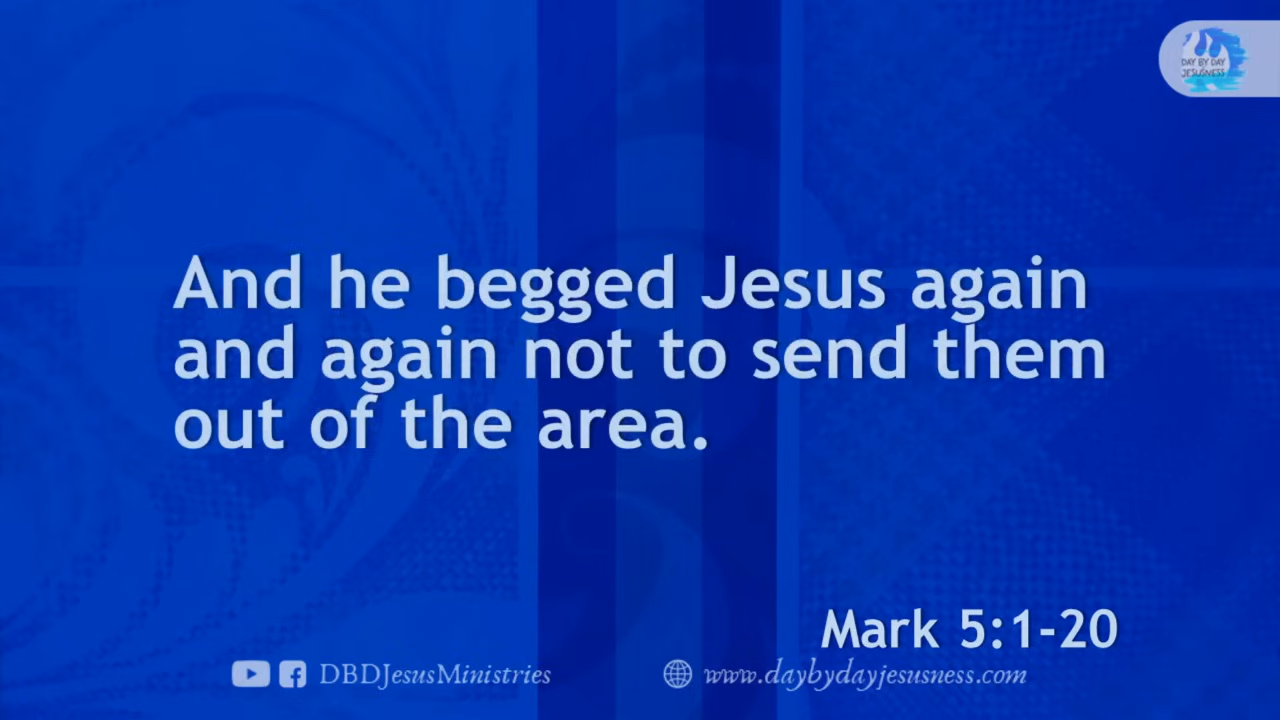 DAY BY DAY
JESUSNESS
And he begged Jesus again
and again not to send them
out of the area.
Mark 5:1-20
DBDJesusMinistries
www.daybydayjesusness.com